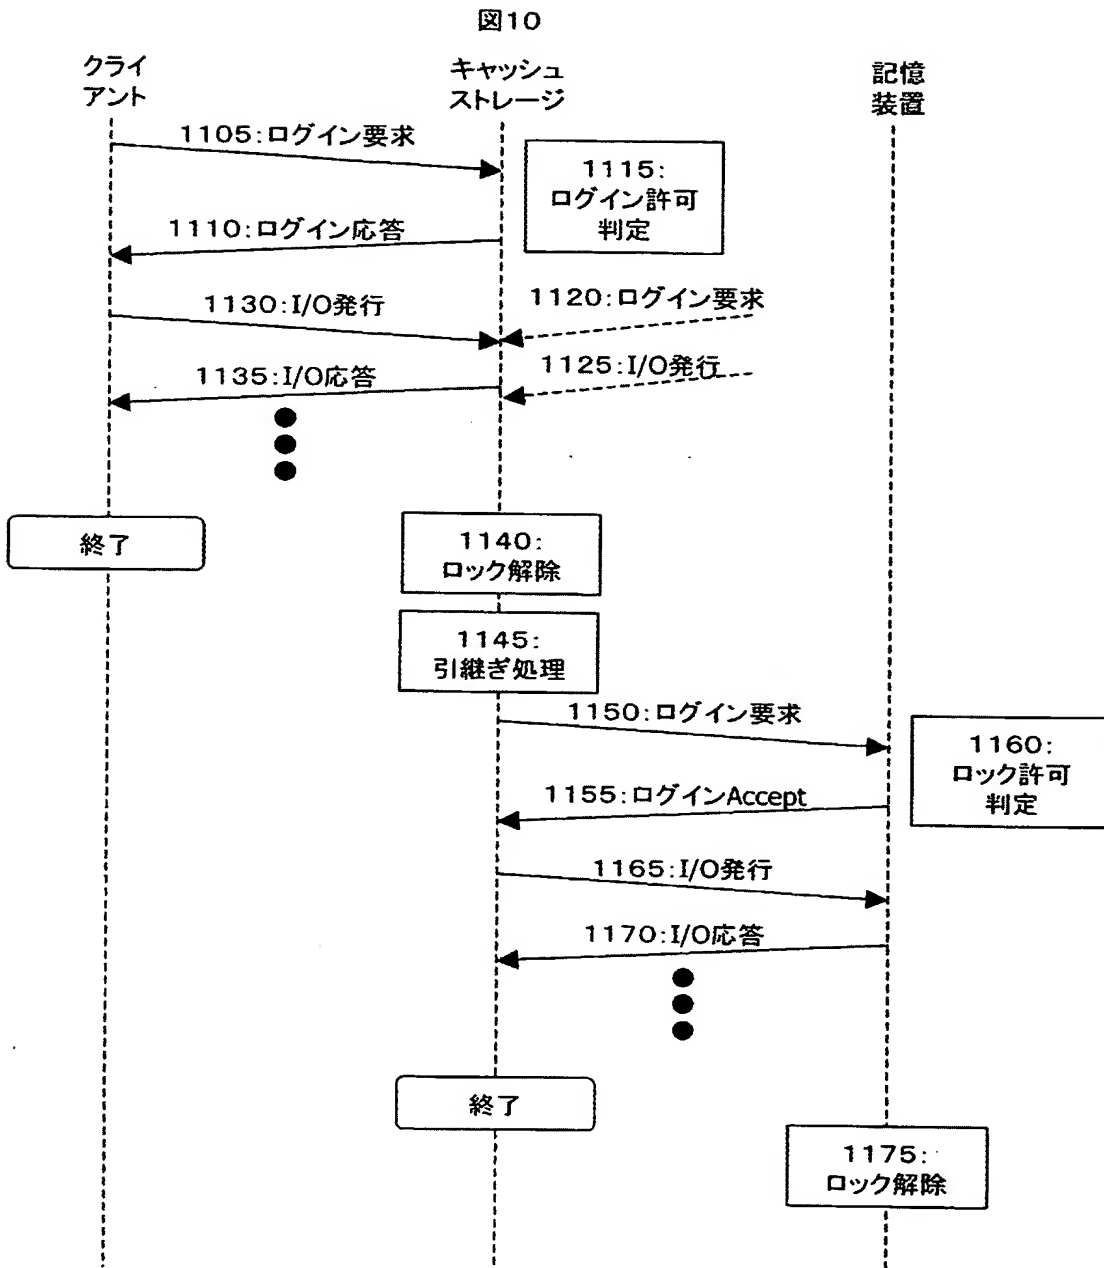 図10
クライ
アント
キャッシュ
ストレージ
記憶
装置
1105:ログイン要求
1115:
ログイン許可
判定
1110:ログイン応答
1130:I/O発行
1120:ログイン要求
1125:I/O発行
1135:I/O応答
終了
1140:
ロック解除
1145:
引継ぎ処理
1150:ログイン要求
1160:
ロック許可
判定
1155:ログインAccept
1165:I/O発行
1170:I/O応答
終了
1175:
ロック解除